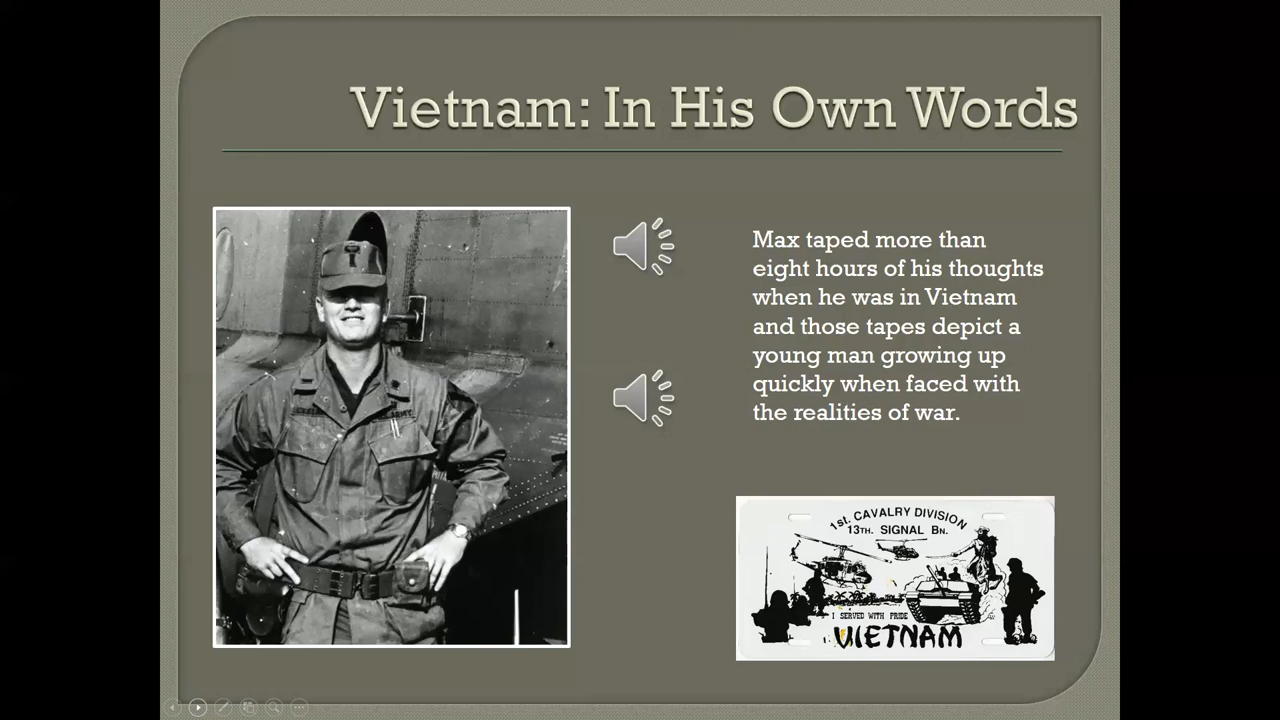 Vietnam: In His Own Words
Max taped more than
eight hours of his thoughts
when he was in Vietnam
and those tapes depict a
young man growing up
quickly when faced with
the realities of war.
ARMY
1st. CAVALRY DIVISION
13TH. SIGNAL BN.
I SERVED WITH PRIDE
VIETNAM